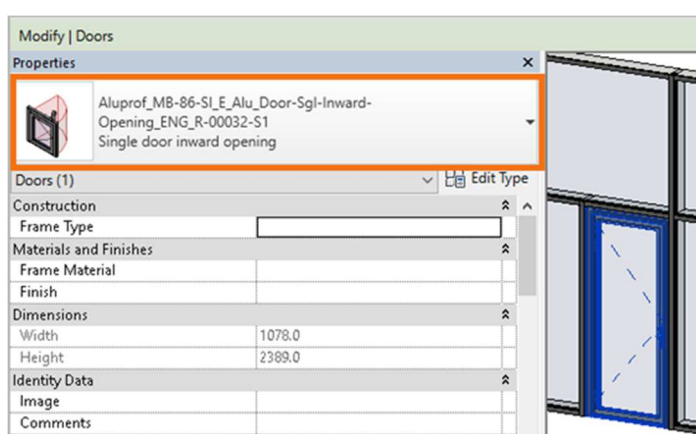 Modify | Doors
Properties
Aluprof_MB-86-SI_E_Alu_Door-Sgl-Inward-
Opening_ENG_R-00032-S1
Single door inward opening
Doors (1) Edit Type
Construction
Frame Type
Materials and Finishes
Frame Material
Finish
Dimensions
Width 1078.0
Height 2389.0
Identity Data
Image
Comments